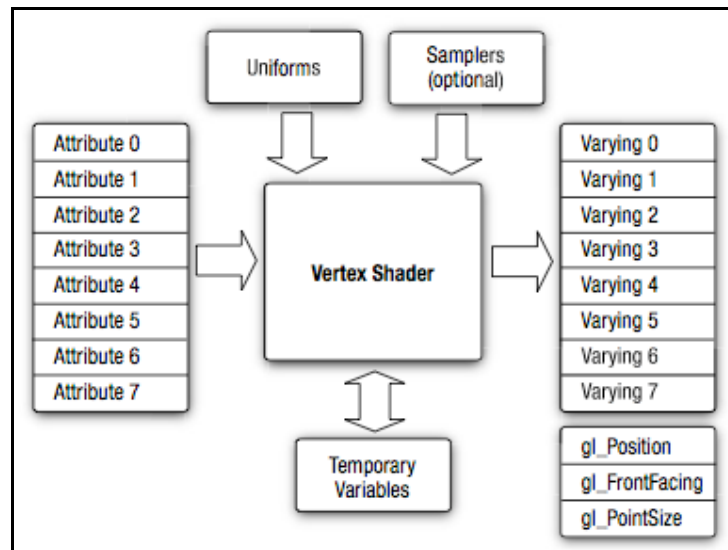 Uniforms
Samplers
(optional)
Attribute 0
Attribute 1
Attribute 2
Attribute 3
Attribute 4
Attribute 5
Attribute 6
Attribute 7
Vertex Shader
Temporary
Variables
Varying 0
Varying 1
Varying 2
Varying 3
Varying 4
Varying 5
Varying 6
Varying 7
gl_Position
gl_FrontFacing
gl_PointSize